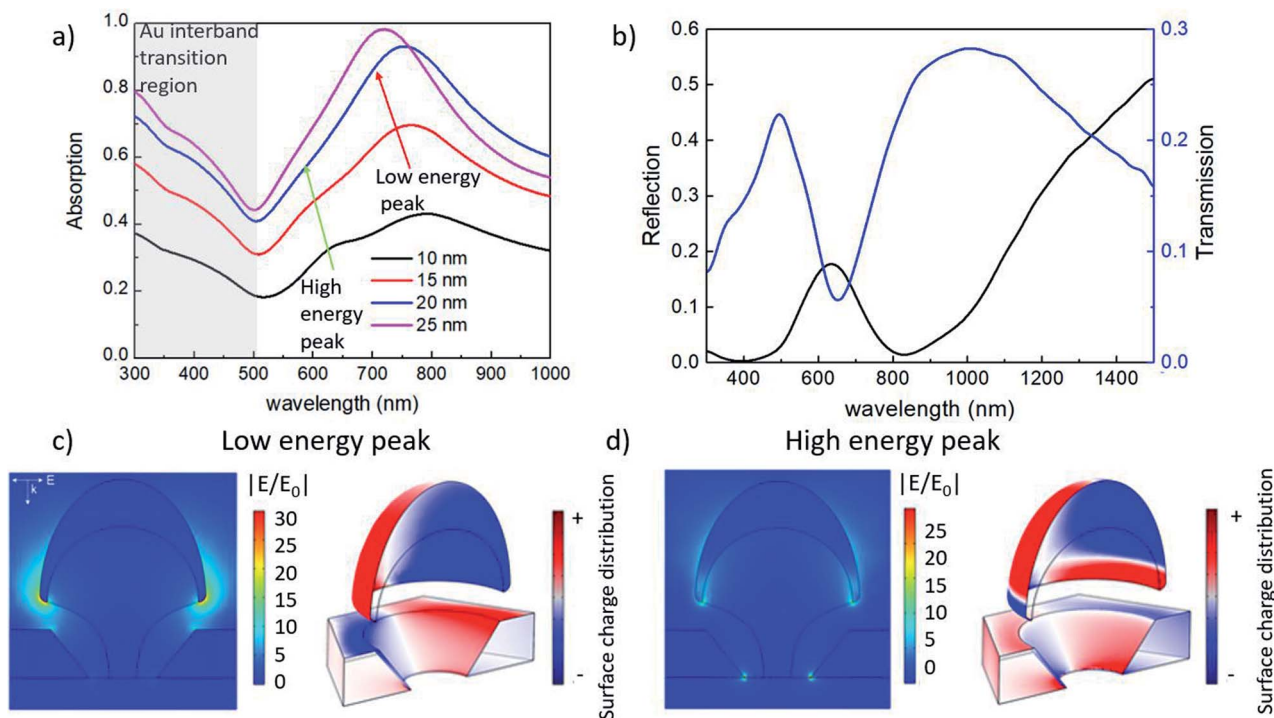 a)
Au interband
transition
region
1.0
0.8
0.6
0.4
0.2
0.0
Absorption
Low energy
peak
High
energy
peak
10 nm
15 nm
20 nm
25 nm
300 400 500 600 700 800 900 1000
wavelength (nm)
b)
0.6
0.5
0.4
0.3
0.2
0.1
0.0
Reflection
0.3
0.2
0.1
0.0
Transmission
400 600 800 1000 1200 1400
wavelength (nm)
c) Low energy peak
E
k
|E/E₀|
30
25
20
15
10
5
0
+
-
Surface charge distribution
d) High energy peak
|E/E₀|
25
20
15
10
5
0
+
-
Surface charge distribution